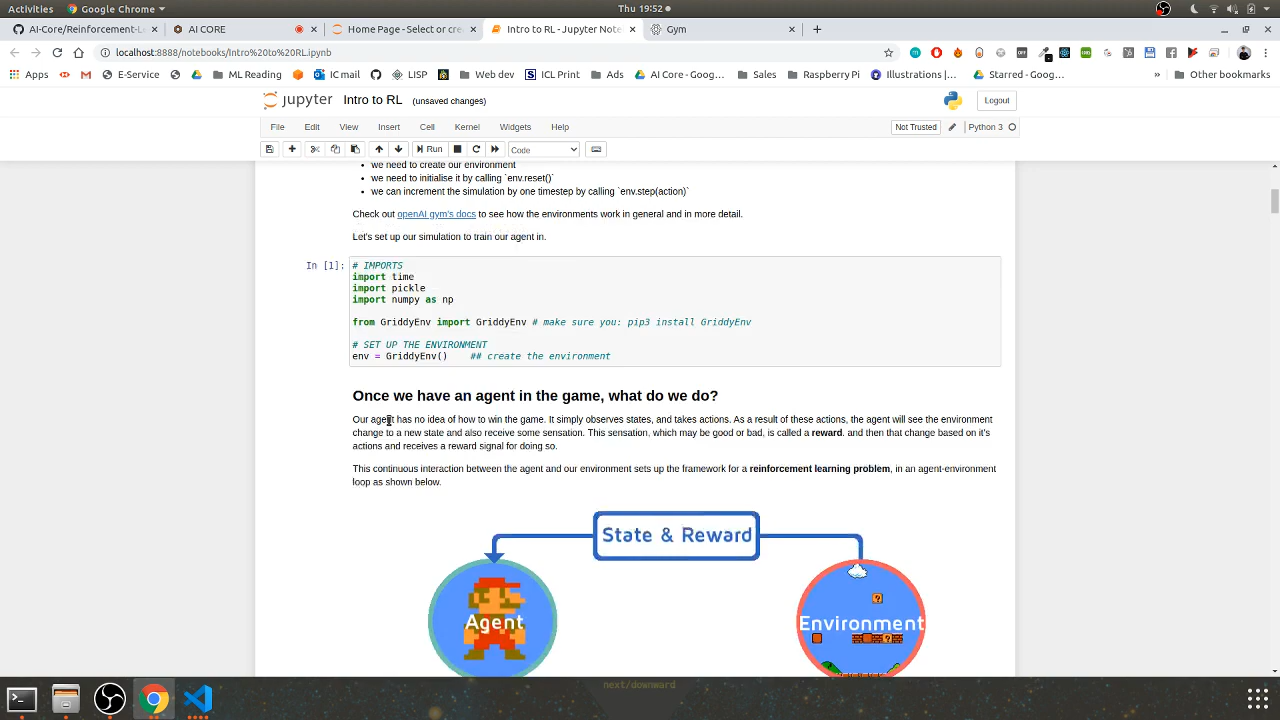 Activities
Google Chrome
Thu 19:52
AI-Core/Reinforcement-L
AI CORE
Home Page - Select or cre
Intro to RL - Jupyter Note
Gym
localhost:8888/notebooks/Intro%20to%20RL.ipynb
Apps
E-Service
ML Reading
IC mail
LISP
Web dev
ICL Print
Ads
AI Core - Goog...
Sales
Raspberry Pi
Illustrations |...
Starred - Goog...
»
Other bookmarks
jupyter Intro to RL (unsaved changes)
Logout
File Edit View Insert Cell Kernel Widgets Help
Not Trusted
Python 3
Run
Code
• we need to create our environment
• we need to initialise it by calling `env.reset()`
• we can increment the simulation by one timestep by calling `env.step(action)`
Check out openAI gym's docs to see how the environments work in general and in more detail.
Let's set up our simulation to train our agent in.
In [1]:
# IMPORTS
import time
import pickle
import numpy as np
from GriddyEnv import GriddyEnv # make sure you: pip3 install GriddyEnv
# SET UP THE ENVIRONMENT
env = GriddyEnv() ## create the environment
Once we have an agent in the game, what do we do?
Our agent has no idea of how to win the game. It simply observes states, and takes actions. As a result of these actions, the agent will see the environment
change to a new state and also receive some sensation. This sensation, which may be good or bad, is called a reward. and then that change based on it's
actions and receives a reward signal for doing so.
This continuous interaction between the agent and our environment sets up the framework for a reinforcement learning problem, in an agent-environment
loop as shown below.
State & Reward
Agent
Environment
next/downward